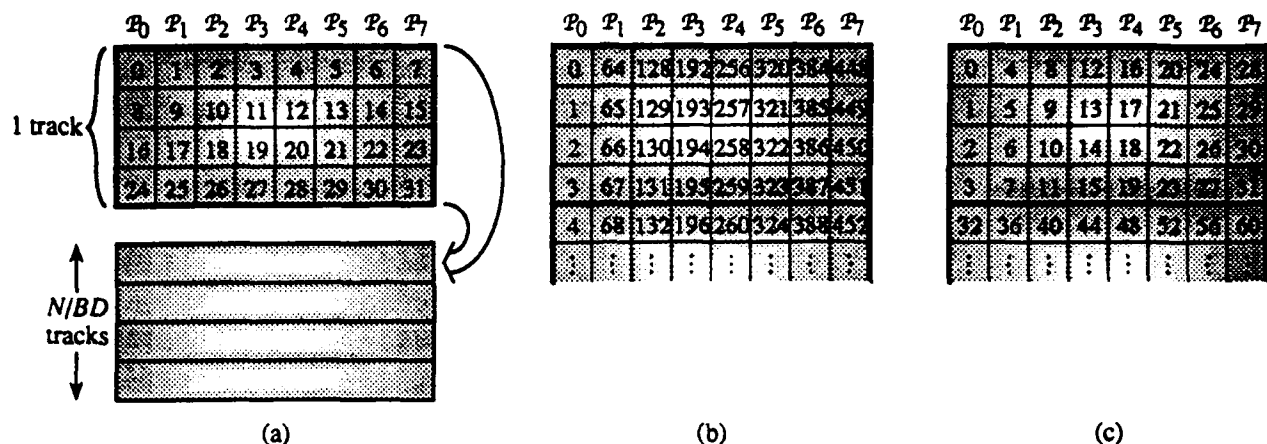 P0 P1 P2 P3 P4 P5 P6 P7
0 1 2 3 4 5 6 7
1 track
8 9 10 11 12 13 14 15
16 17 18 19 20 21 22 23
24 25 26 27 28 29 30 31
N/BD
tracks
(a)
P0 P1 P2 P3 P4 P5 P6 P7
0 64 128 192 256 320 384 448
1 65 129 193 257 321 385 449
2 66 130 194 258 322 386 450
3 67 131 195 259 323 387 451
4 68 132 196 260 324 388 452
⋮ ⋮ ⋮ ⋮ ⋮ ⋮ ⋮ ⋮
(b)
P0 P1 P2 P3 P4 P5 P6 P7
0 4 8 12 16 20 24 28
1 5 9 13 17 21 25 29
2 6 10 14 18 22 26 30
3 7 11 15 19 23 27 31
32 36 40 44 48 52 56 60
⋮ ⋮ ⋮ ⋮ ⋮ ⋮ ⋮ ⋮
(c)